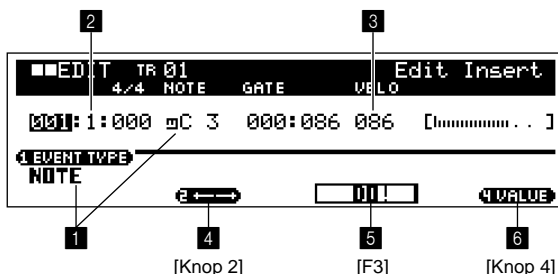 2 3
EDIT TR 01 Edit Insert
4/4 NOTE GATE VELO
001:1:000 C 3 000:086 086
1 EVENT TYPE
NOTE
2 DO! 4 VALUE
1 4 5 6
[Knop 2] [F3] [Knop 4]